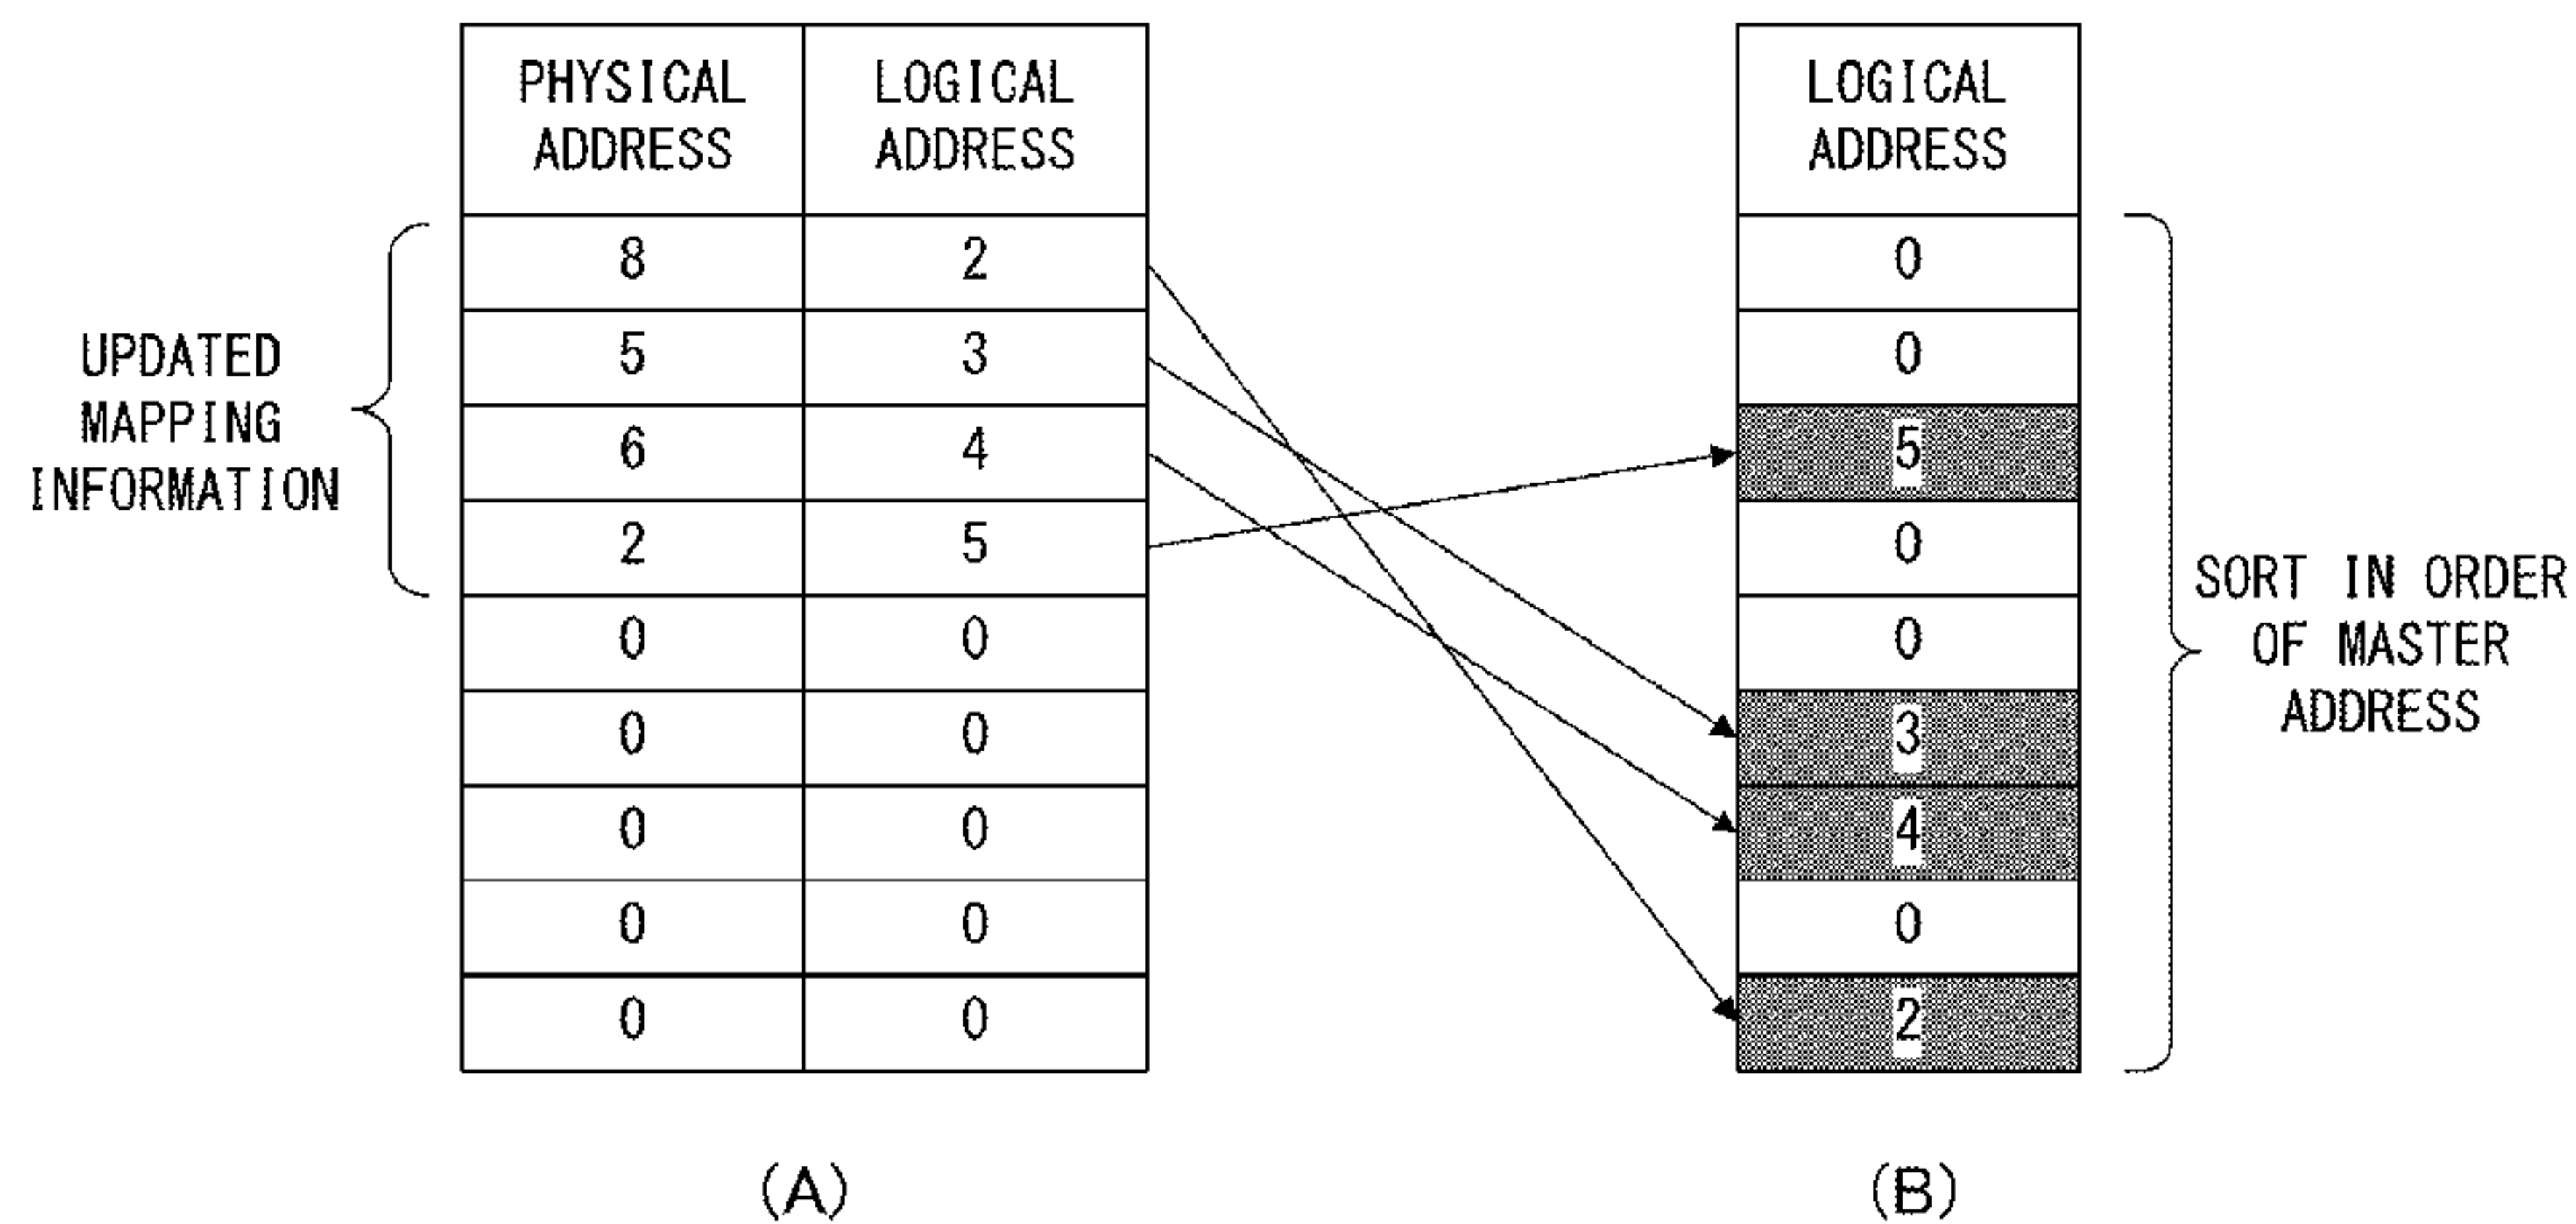 PHYSICAL ADDRESS LOGICAL ADDRESS
8 2
5 3
6 4
2 5
0 0
0 0
0 0
0 0
0 0
UPDATED
MAPPING
INFORMATION
(A)
LOGICAL
ADDRESS
0
0
5
0
0
3
4
0
2
SORT IN ORDER
OF MASTER
ADDRESS
(B)